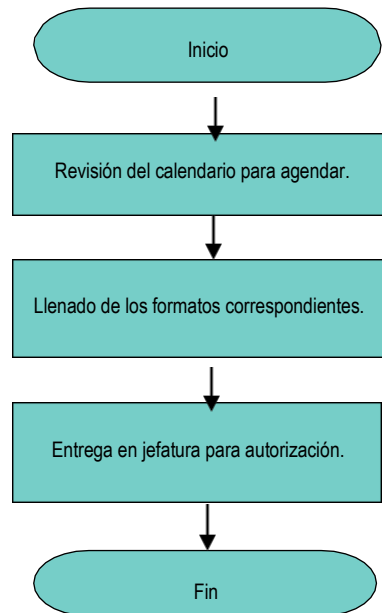 Inicio
Revisión del calendario para agendar.
Llenado de los formatos correspondientes.
Entrega en jefatura para autorización.
Fin